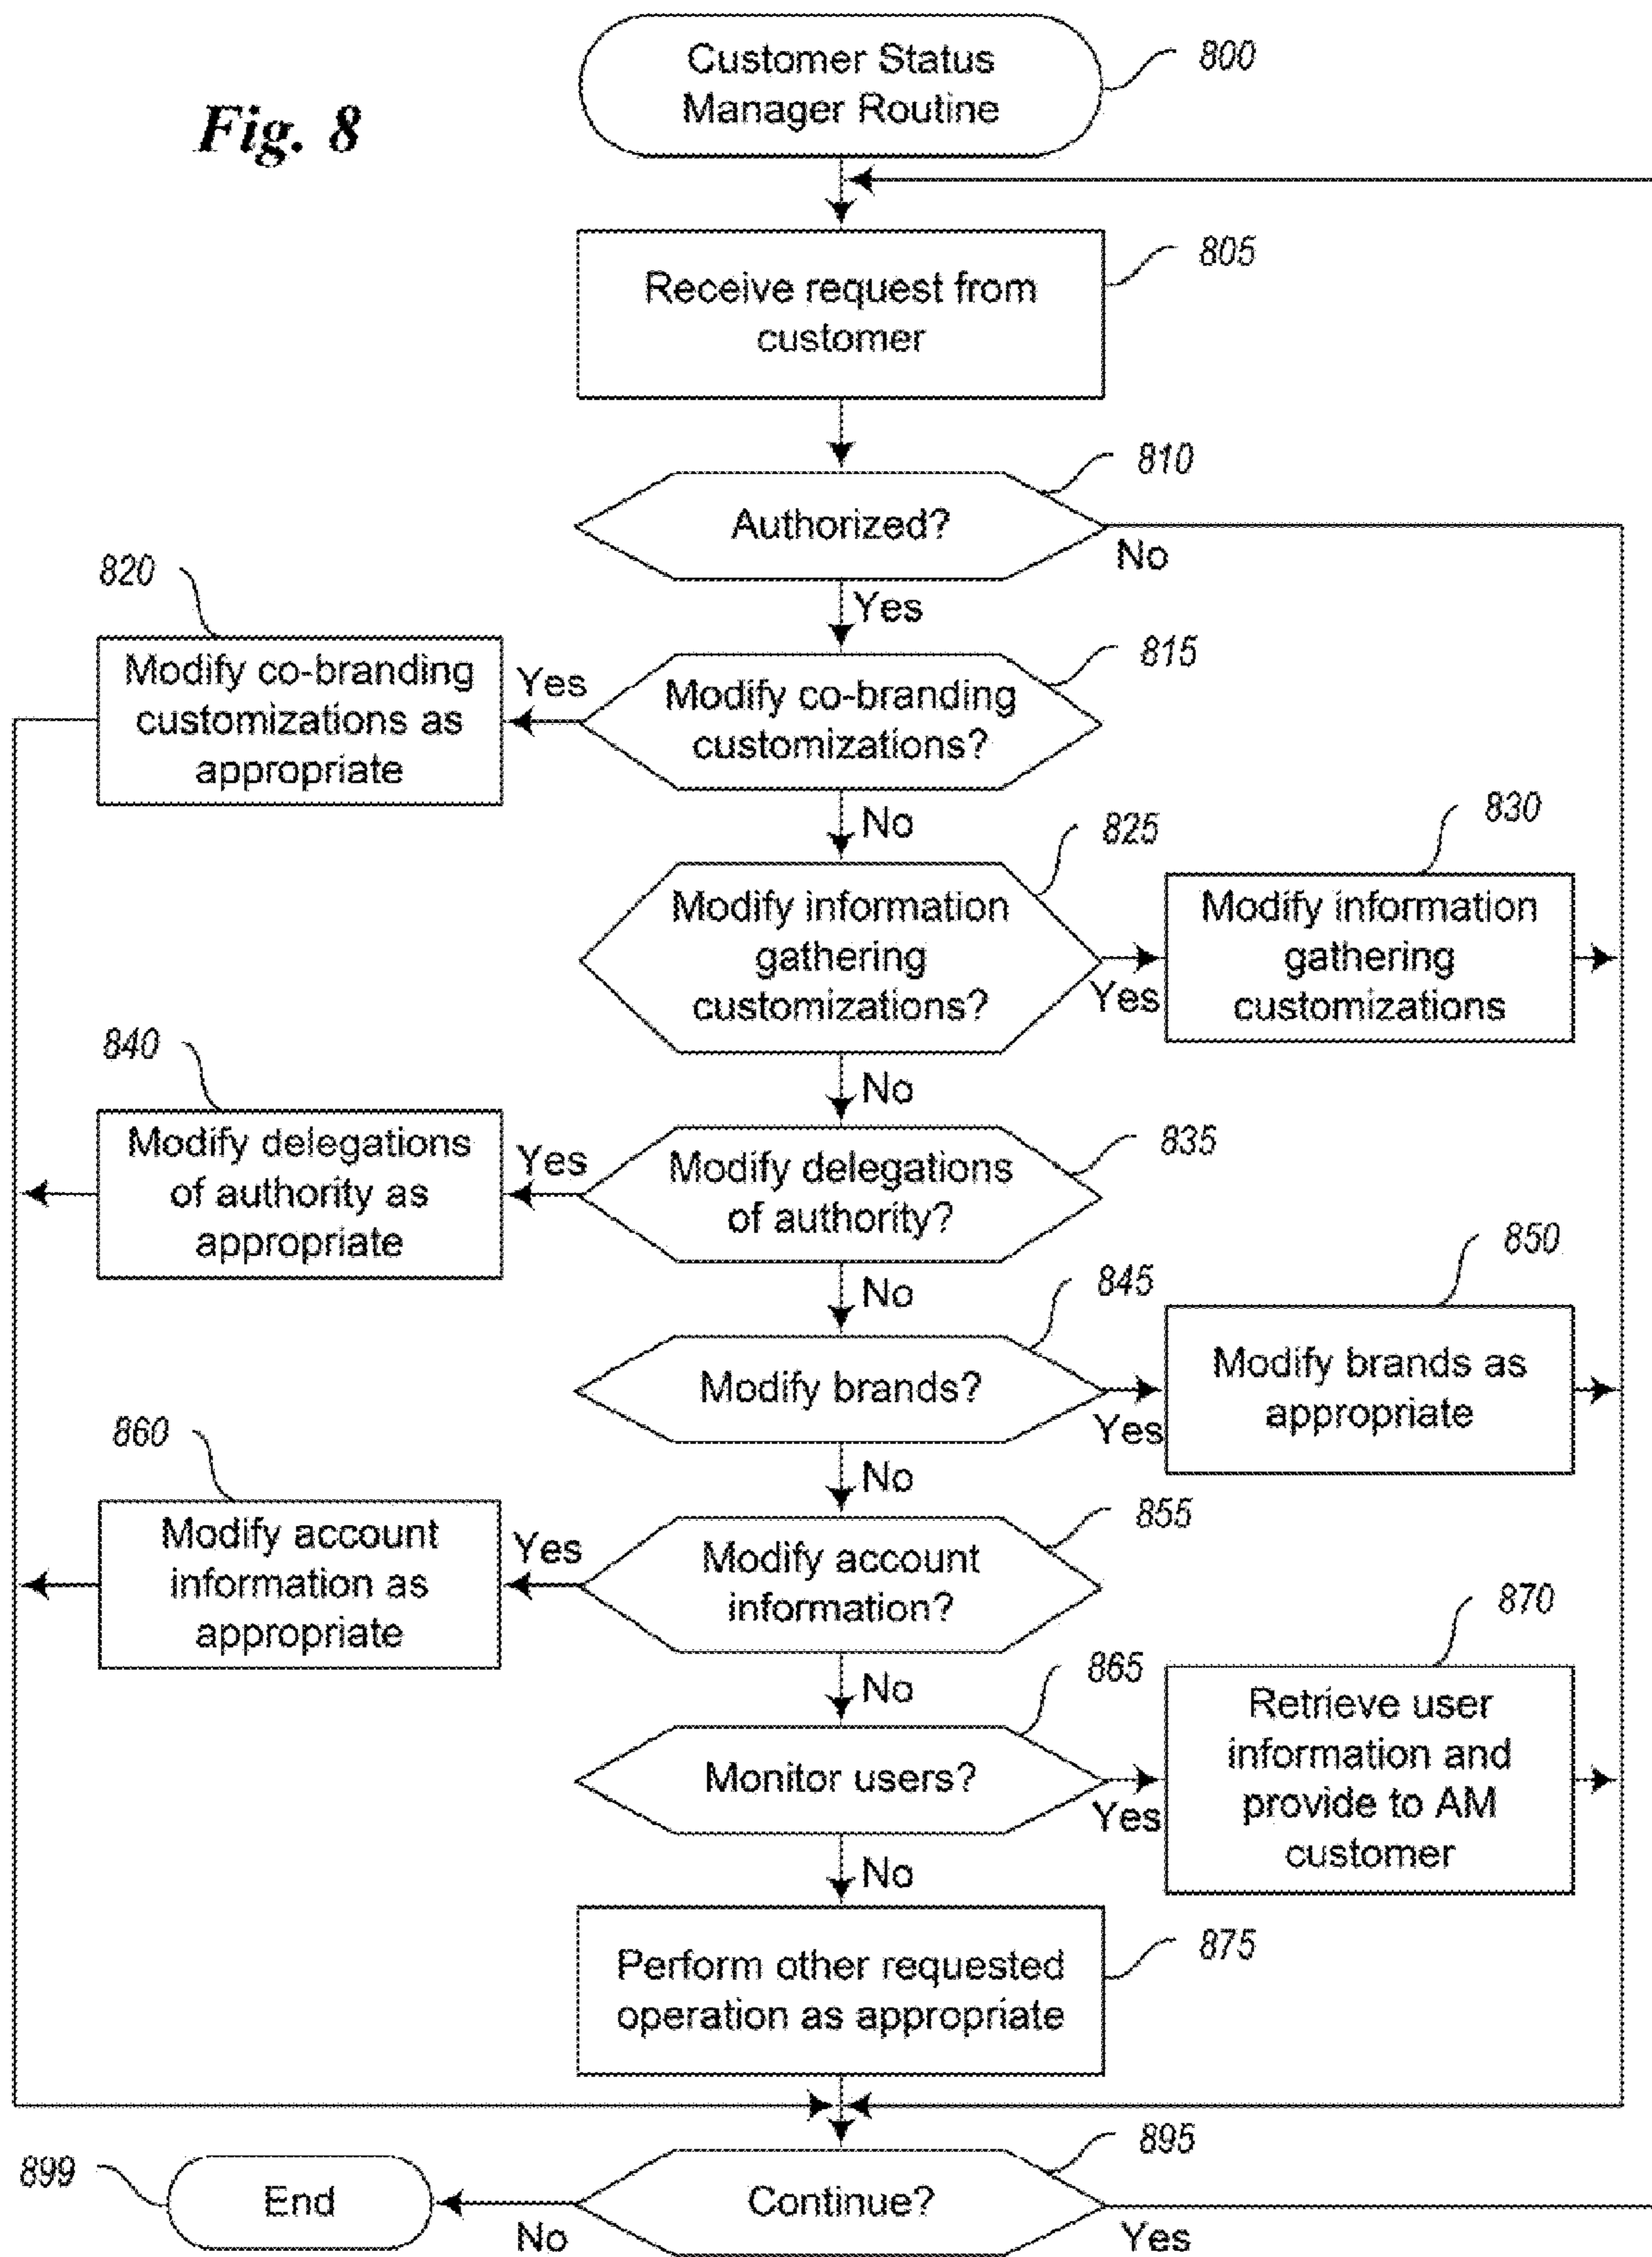 Fig. 8
Customer Status
Manager Routine
800
Receive request from
customer
805
Authorized?
810
No
Yes
820
Modify co-branding
customizations as
appropriate
Yes
Modify co-branding
customizations?
815
No
Modify information
gathering
customizations?
825
Yes
Modify information
gathering
customizations
830
No
840
Modify delegations
of authority as
appropriate
Yes
Modify delegations
of authority?
835
No
Modify brands?
845
Yes
Modify brands as
appropriate
850
No
860
Modify account
information as
appropriate
Yes
Modify account
information?
855
No
Monitor users?
865
Yes
Retrieve user
information and
provide to AM
customer
870
No
Perform other requested
operation as appropriate
875
899
End
No
Continue?
895
Yes